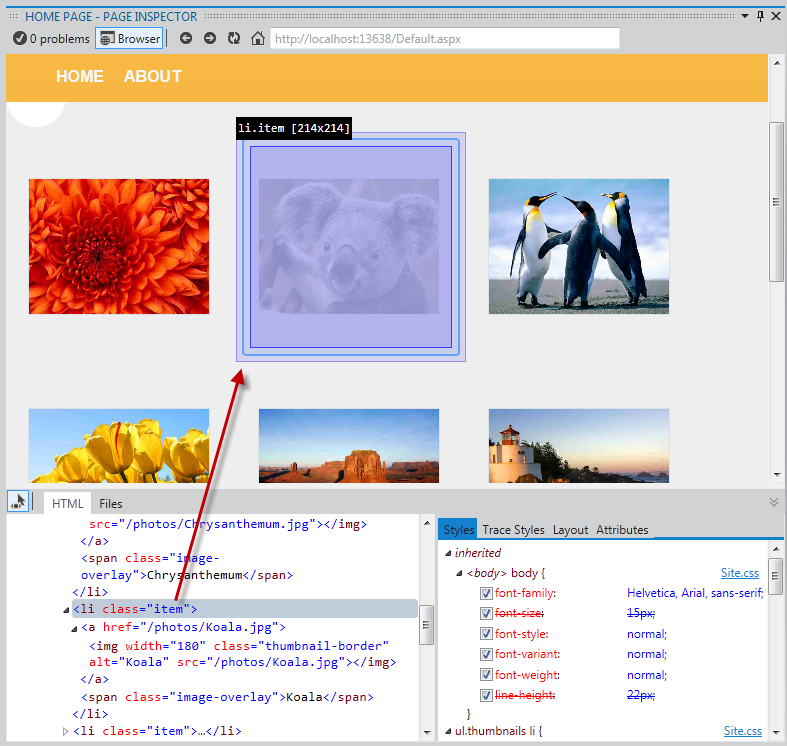 HOME PAGE - PAGE INSPECTOR
0 problems Browser http://localhost:13638/Default.aspx
HOME ABOUT
li.item [214x214]
HTML Files
src="/photos/Chrysanthemum.jpg"></img>
</a>
<span class="image-
overlay">Chrysanthemum</span>
</li>
<li class="item">
<a href="/photos/Koala.jpg">
<img width="180" class="thumbnail-border"
alt="Koala" src="/photos/Koala.jpg"></img>
</a>
<span class="image-overlay">Koala</span>
</li>
<li class="item">…</li>
Styles Trace Styles Layout Attributes
inherited
<body> body { Site.css
font-family: Helvetica, Arial, sans-serif;
font-size: 15px;
font-style: normal;
font-variant: normal;
font-weight: normal;
line-height: 22px;
}
ul.thumbnails li { Site.css